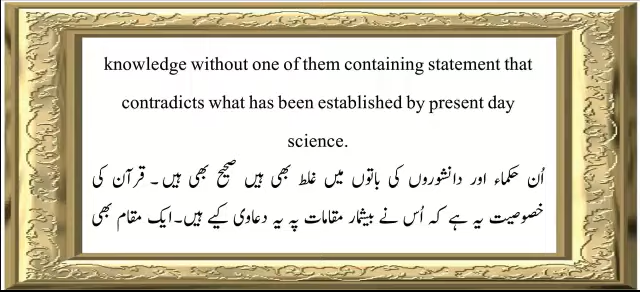 knowledge without one of them containing statement that
contradicts what has been established by present day
science.
اُن حکماء اور دانشوروں کی باتوں میں غلط بھی ہیں صحیح بھی ہیں۔ قرآن کی
خصوصیت یہ ہے کہ اُس نے بیشمار مقامات پہ یہ دعاوی کیے ہیں۔ایک مقام بھی